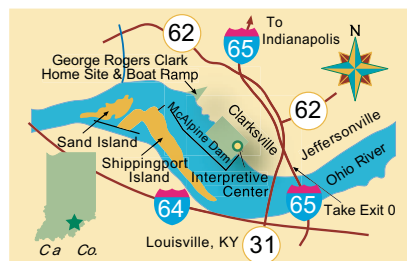 62
65
To
Indianapolis
N
George Rogers Clark
Home Site & Boat Ramp
62
McAlpine Dam
Clarksville
Jeffersonville
Sand Island
Shippingport
Island
Interpretive
Center
Ohio River
64
65
Take Exit 0
Louisville, KY
31
C a Co.